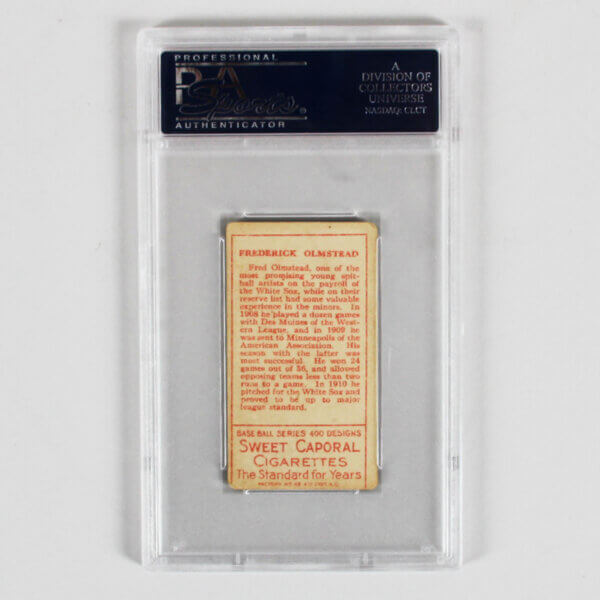 PROFESSIONAL
PSA
Sports
AUTHENTICATOR
A
DIVISION OF
COLLECTORS
UNIVERSE
NASDAQ: CLCT
FREDERICK OLMSTEAD
Fred Olmstead, one of the
most promising young spit-
ball artists on the payroll of
the White Sox, while on their
reserve list had some valuable
experience in the minors. In
1908 he played a dozen games
with Des Moines of the West-
ern League, and in 1909 he
was sent to Minneapolis of the
American Association. His
season with the latter was
most successful. He won 24
games out of 36, and allowed
opposing teams less than two
runs to a game. In 1910 he
pitched for the White Sox and
proved to be up to major
league standard.
BASE BALL SERIES 400 DESIGNS
SWEET CAPORAL
CIGARETTES
The Standard for Years
FACTORY NO